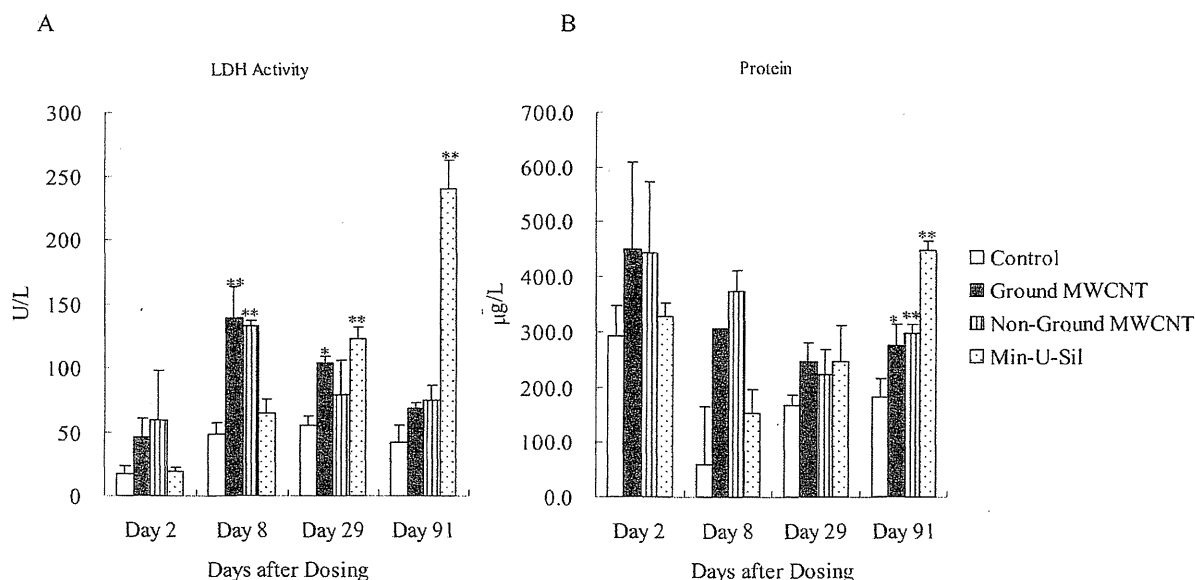 A
LDH Activity
300
250
200
150
100
50
0
U/L
**
**
*
**
**
Day 2 Day 8 Day 29 Day 91
Days after Dosing
B
Protein
700.0
600.0
500.0
400.0
300.0
200.0
100.0
0.0
µg/L
*
**
**
Day 2 Day 8 Day 29 Day 91
Days after Dosing
Control
Ground MWCNT
Non-Ground MWCNT
Min-U-Sil